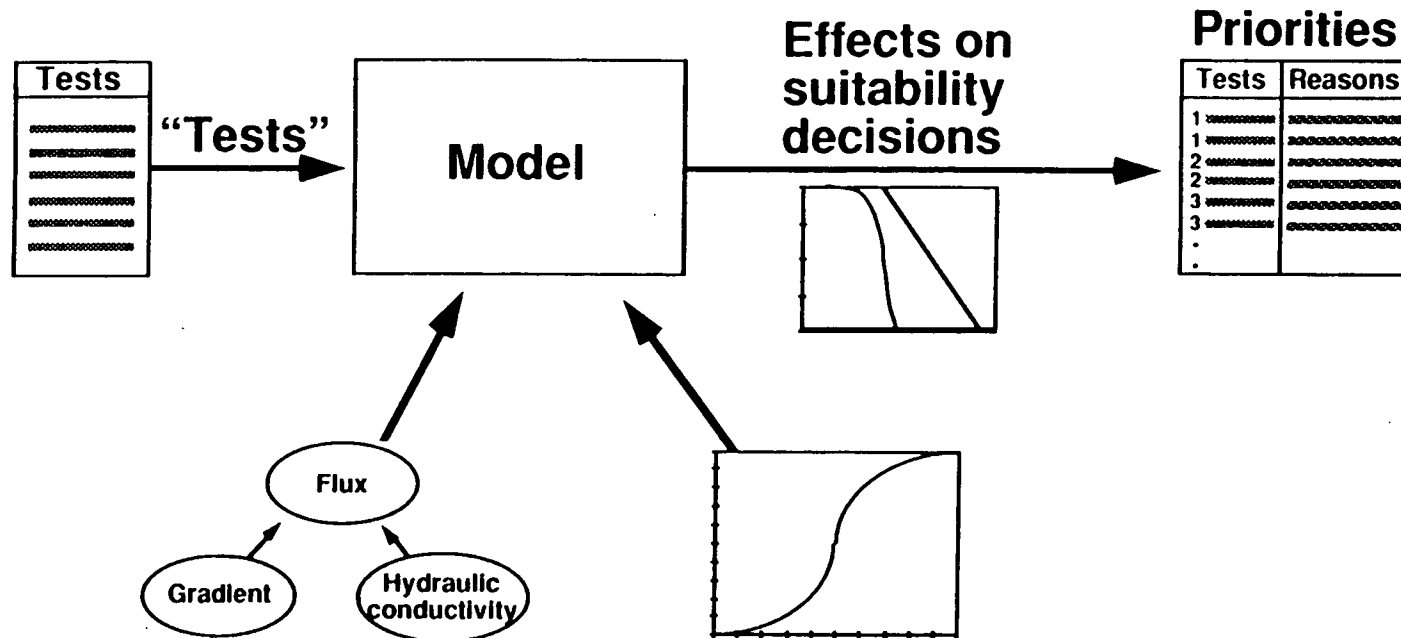 Tests
“Tests”
Model
Effects on
suitability
decisions
Priorities
Tests Reasons
1
1
2
2
3
3
.
.
Flux
Gradient
Hydraulic
conductivity